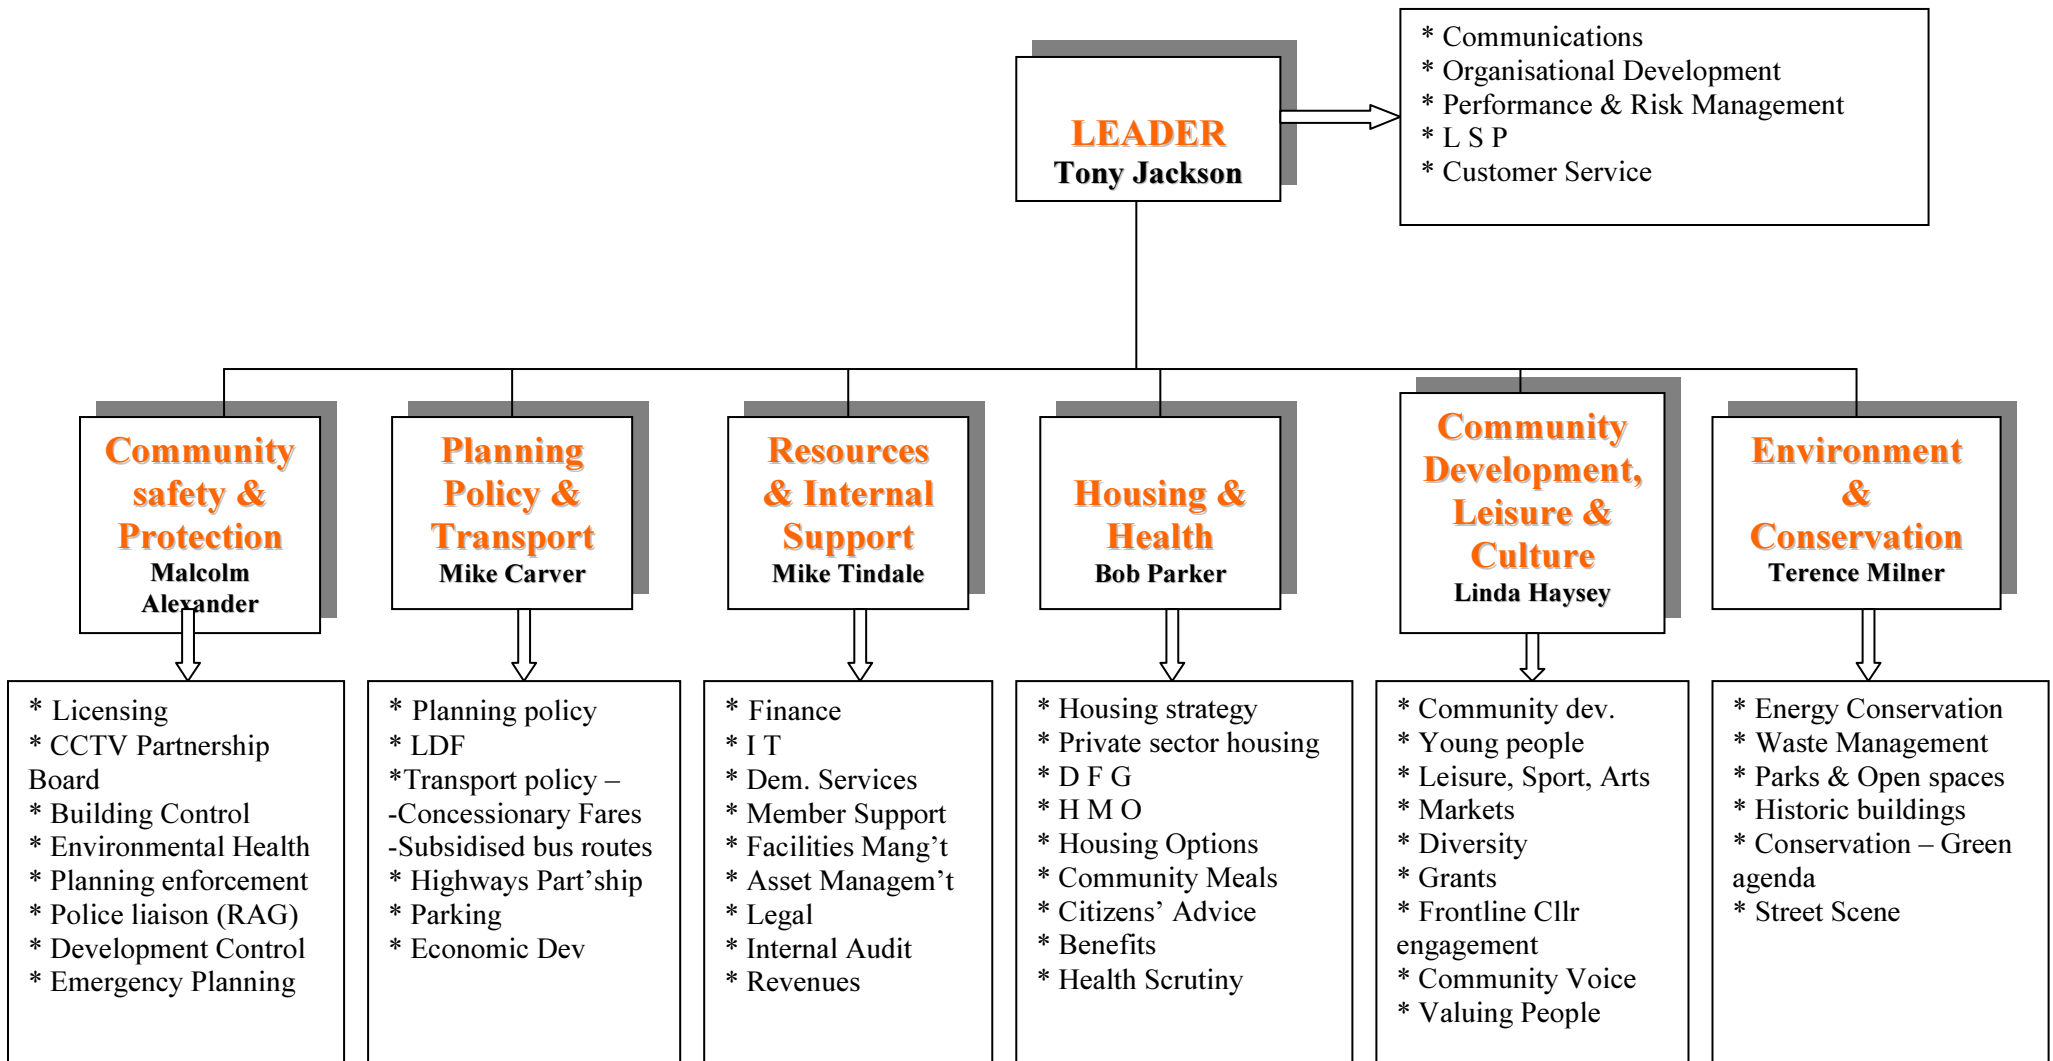 LEADER
Tony Jackson
* Communications
* Organisational Development
* Performance & Risk Management
* L S P
* Customer Service
Community
safety &
Protection
Malcolm
Alexander
Planning
Policy &
Transport
Mike Carver
Resources
& Internal
Support
Mike Tindale
Housing &
Health
Bob Parker
Community
Development,
Leisure &
Culture
Linda Haysey
Environment
&
Conservation
Terence Milner
* Licensing
* CCTV Partnership
Board
* Building Control
* Environmental Health
* Planning enforcement
* Police liaison (RAG)
* Development Control
* Emergency Planning
* Planning policy
* LDF
*Transport policy –
-Concessionary Fares
-Subsidised bus routes
* Highways Part’ship
* Parking
* Economic Dev
* Finance
* I T
* Dem. Services
* Member Support
* Facilities Mang’t
* Asset Managem’t
* Legal
* Internal Audit
* Revenues
* Housing strategy
* Private sector housing
* D F G
* H M O
* Housing Options
* Community Meals
* Citizens’ Advice
* Benefits
* Health Scrutiny
* Community dev.
* Young people
* Leisure, Sport, Arts
* Markets
* Diversity
* Grants
* Frontline Cllr
engagement
* Community Voice
* Valuing People
* Energy Conservation
* Waste Management
* Parks & Open spaces
* Historic buildings
* Conservation – Green
agenda
* Street Scene